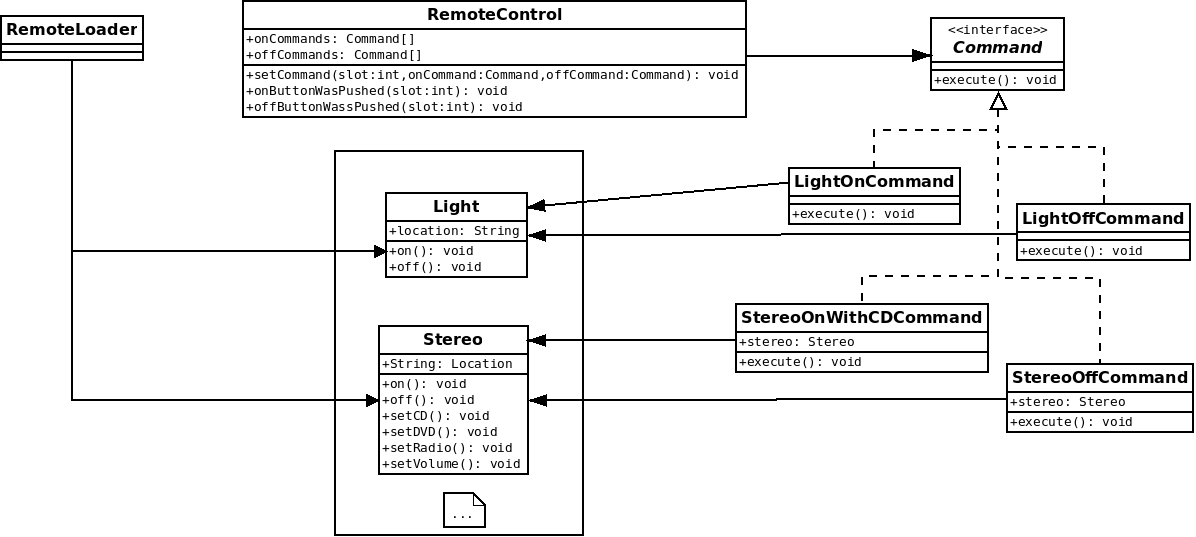 RemoteLoader
RemoteControl
+onCommands: Command[]
+offCommands: Command[]
+setCommand(slot:int,onCommand:Command,offCommand:Command): void
+onButtonWasPushed(slot:int): void
+offButtonWassPushed(slot:int): void
<<interface>>
Command
+execute(): void
Light
+location: String
+on(): void
+off(): void
LightOnCommand
+execute(): void
LightOffCommand
+execute(): void
Stereo
+String: Location
+on(): void
+off(): void
+setCD(): void
+setDVD(): void
+setRadio(): void
+setVolume(): void
StereoOnWithCDCommand
+stereo: Stereo
+execute(): void
StereoOffCommand
+stereo: Stereo
+execute(): void
...